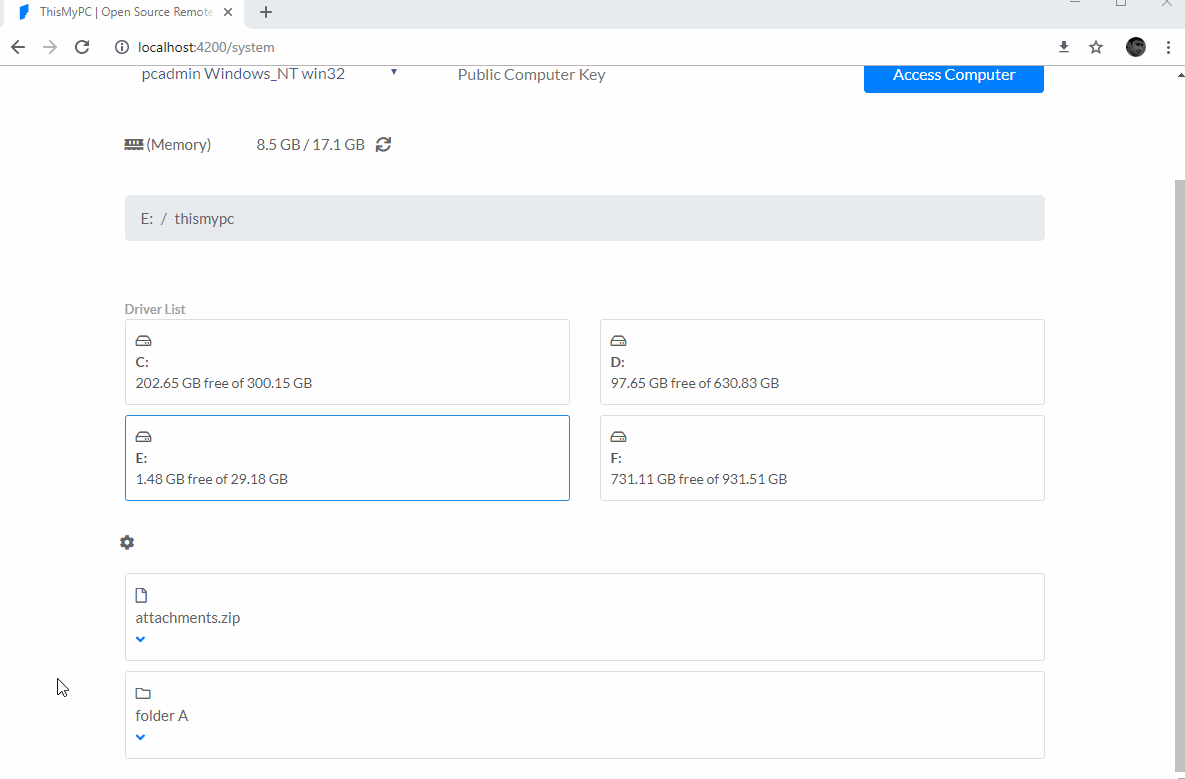 ThisMyPC | Open Source Remote
localhost:4200/system
pcadmin Windows_NT win32
Public Computer Key
Access Computer
(Memory) 8.5 GB / 17.1 GB
E: / thismypc
Driver List
C:
202.65 GB free of 300.15 GB
D:
97.65 GB free of 630.83 GB
E:
1.48 GB free of 29.18 GB
F:
731.11 GB free of 931.51 GB
attachments.zip
folder A